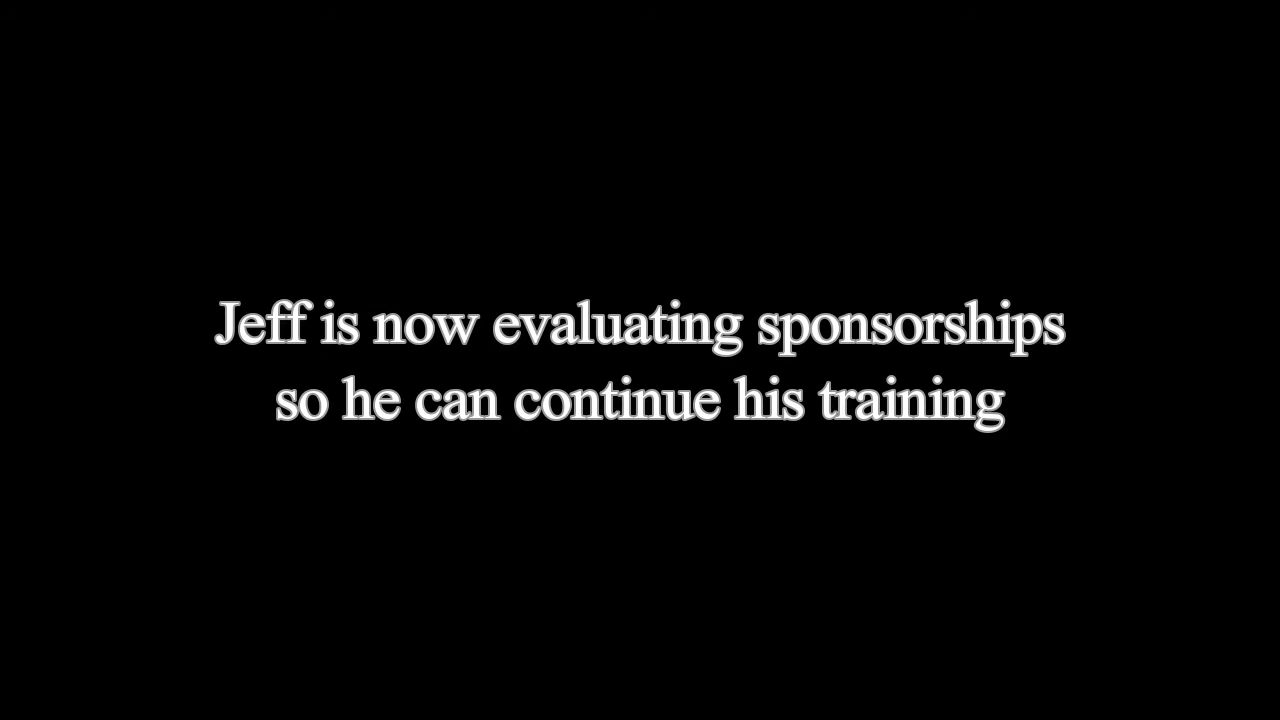 Jeff is now evaluating sponsorships
so he can continue his training